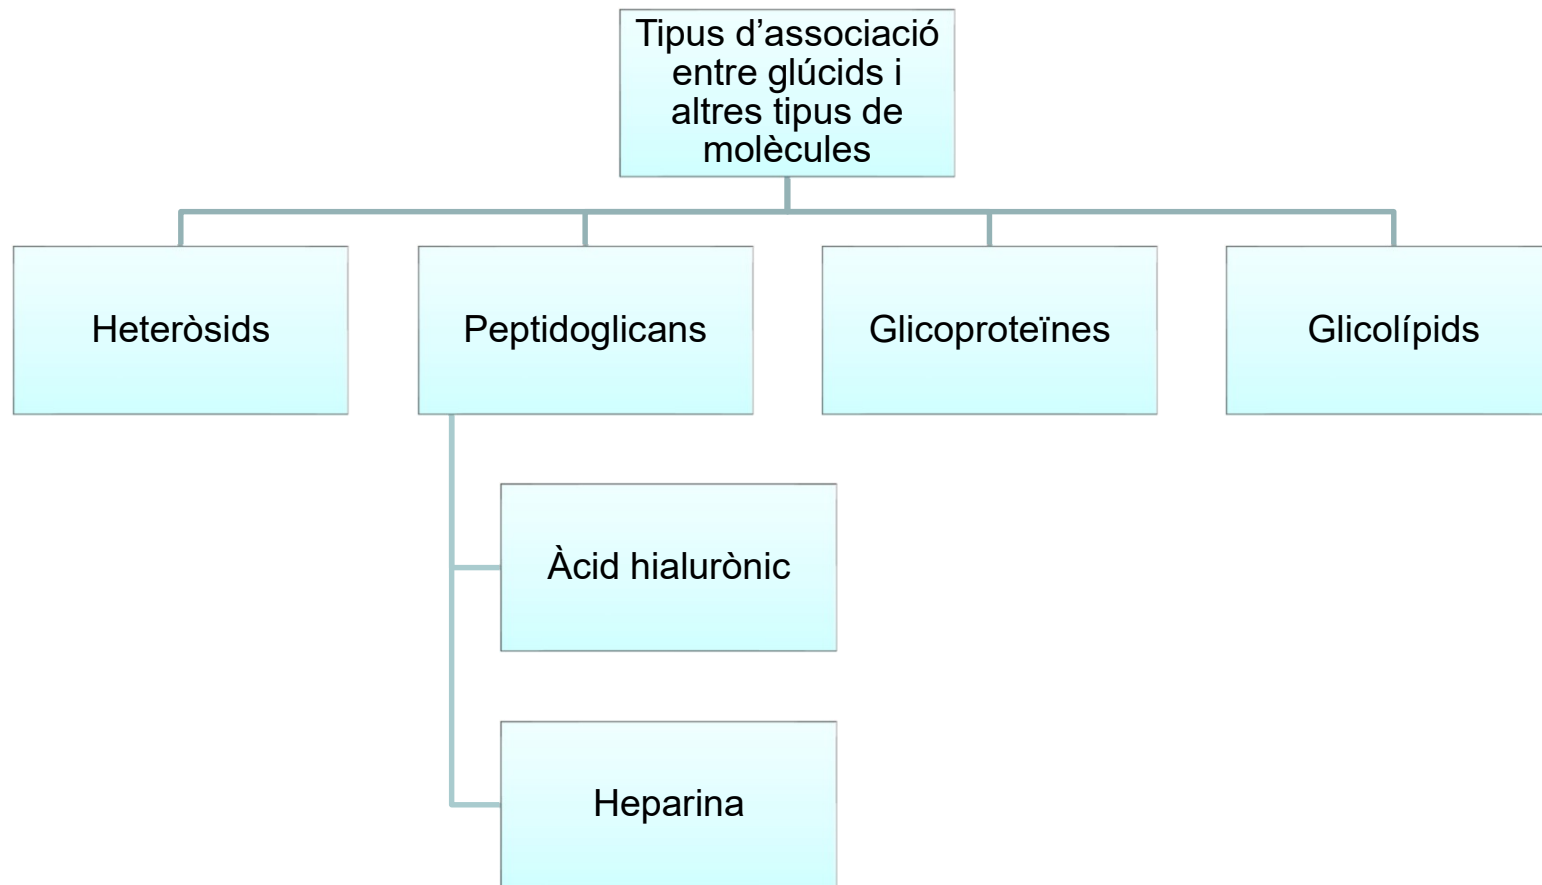 Tipus d’associació
entre glúcids i
altres tipus de
molècules
Heteròsids
Peptidoglicans
Glicoproteïnes
Glicolípids
Àcid hialurònic
Heparina